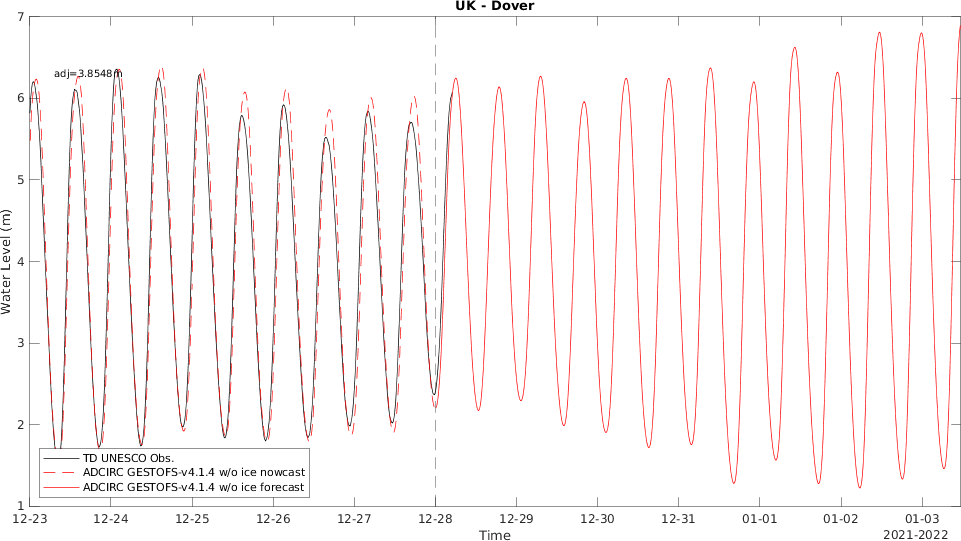 UK - Dover
7
adj=3.8548m
6
5
4
3
2
1
Water Level (m)
TD UNESCO Obs.
ADCIRC GESTOFS-v4.1.4 w/o ice nowcast
ADCIRC GESTOFS-v4.1.4 w/o ice forecast
12-23 12-24 12-25 12-26 12-27 12-28 12-29 12-30 12-31 01-01 01-02 01-03
Time
2021-2022